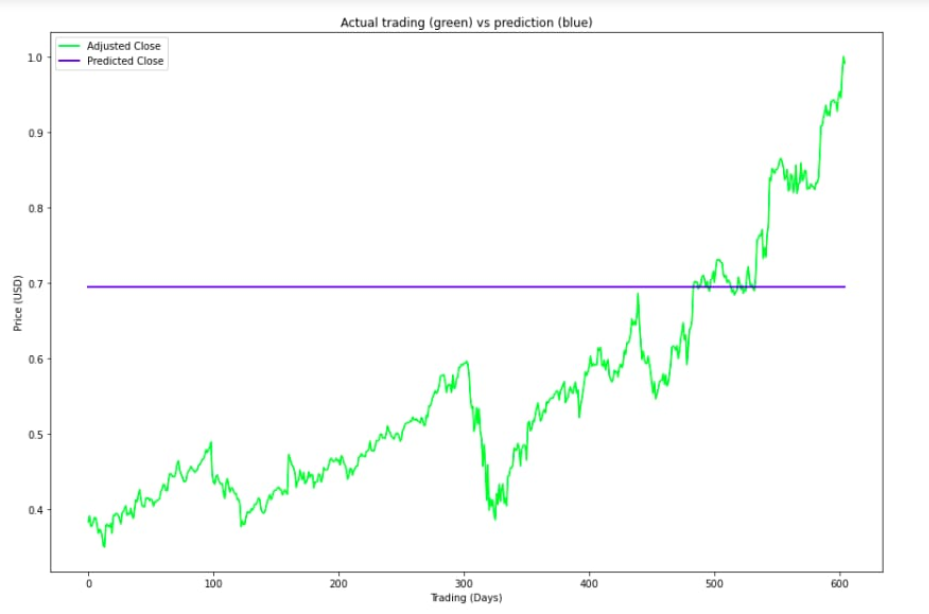 Actual trading (green) vs prediction (blue)
Adjusted Close
Predicted Close
Price (USD)
1.0
0.9
0.8
0.7
0.6
0.5
0.4
0
100
200
300
400
500
600
Trading (Days)